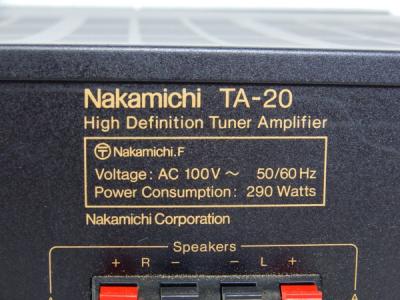 Nakamichi TA-20
High Definition Tuner Amplifier
〒 Nakamichi.F
Voltage: AC 100V ~ 50/60 Hz
Power Consumption: 290 Watts
Nakamichi Corporation
Speakers
+ R − − L +
A A